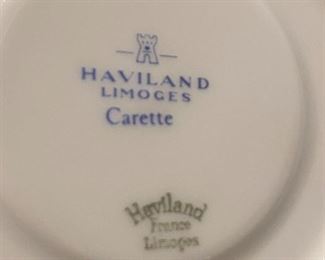 HAVILAND
LIMOGES
Carette
Haviland
France
Limoges